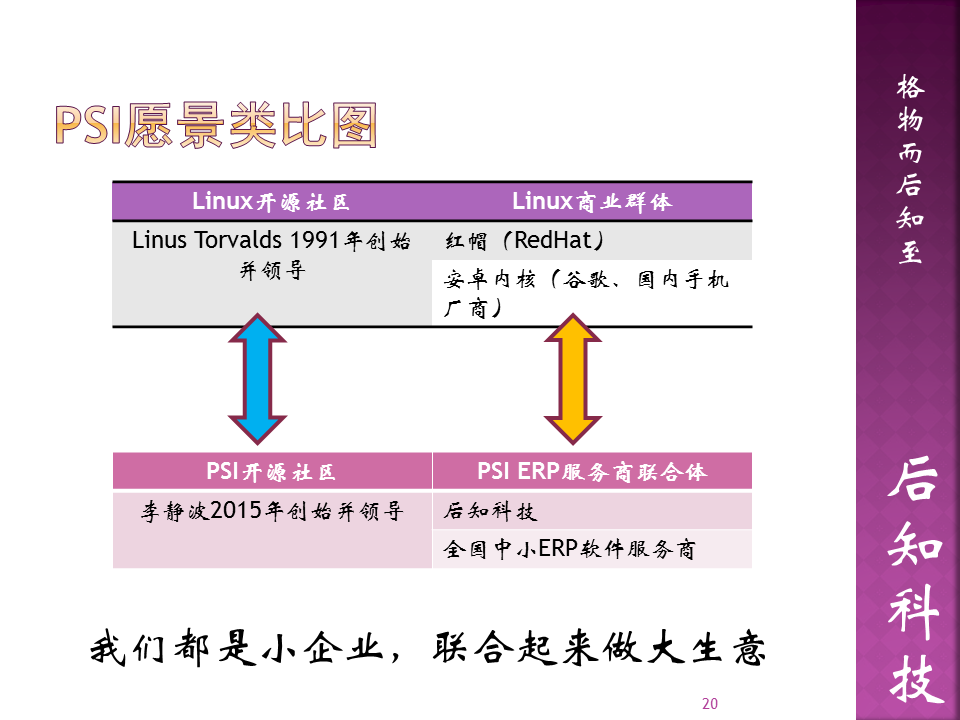 PSI愿景类比图
Linux开源社区
Linux商业群体
Linus Torvalds 1991年创始
并领导
红帽（RedHat）
安卓内核（谷歌、国内手机
厂商）
PSI开源社区
PSI ERP服务商联合体
李静波2015年创始并领导
后知科技
全国中小ERP软件服务商
我们都是小企业，联合起来做大生意
20
格物而后知至
后知科技